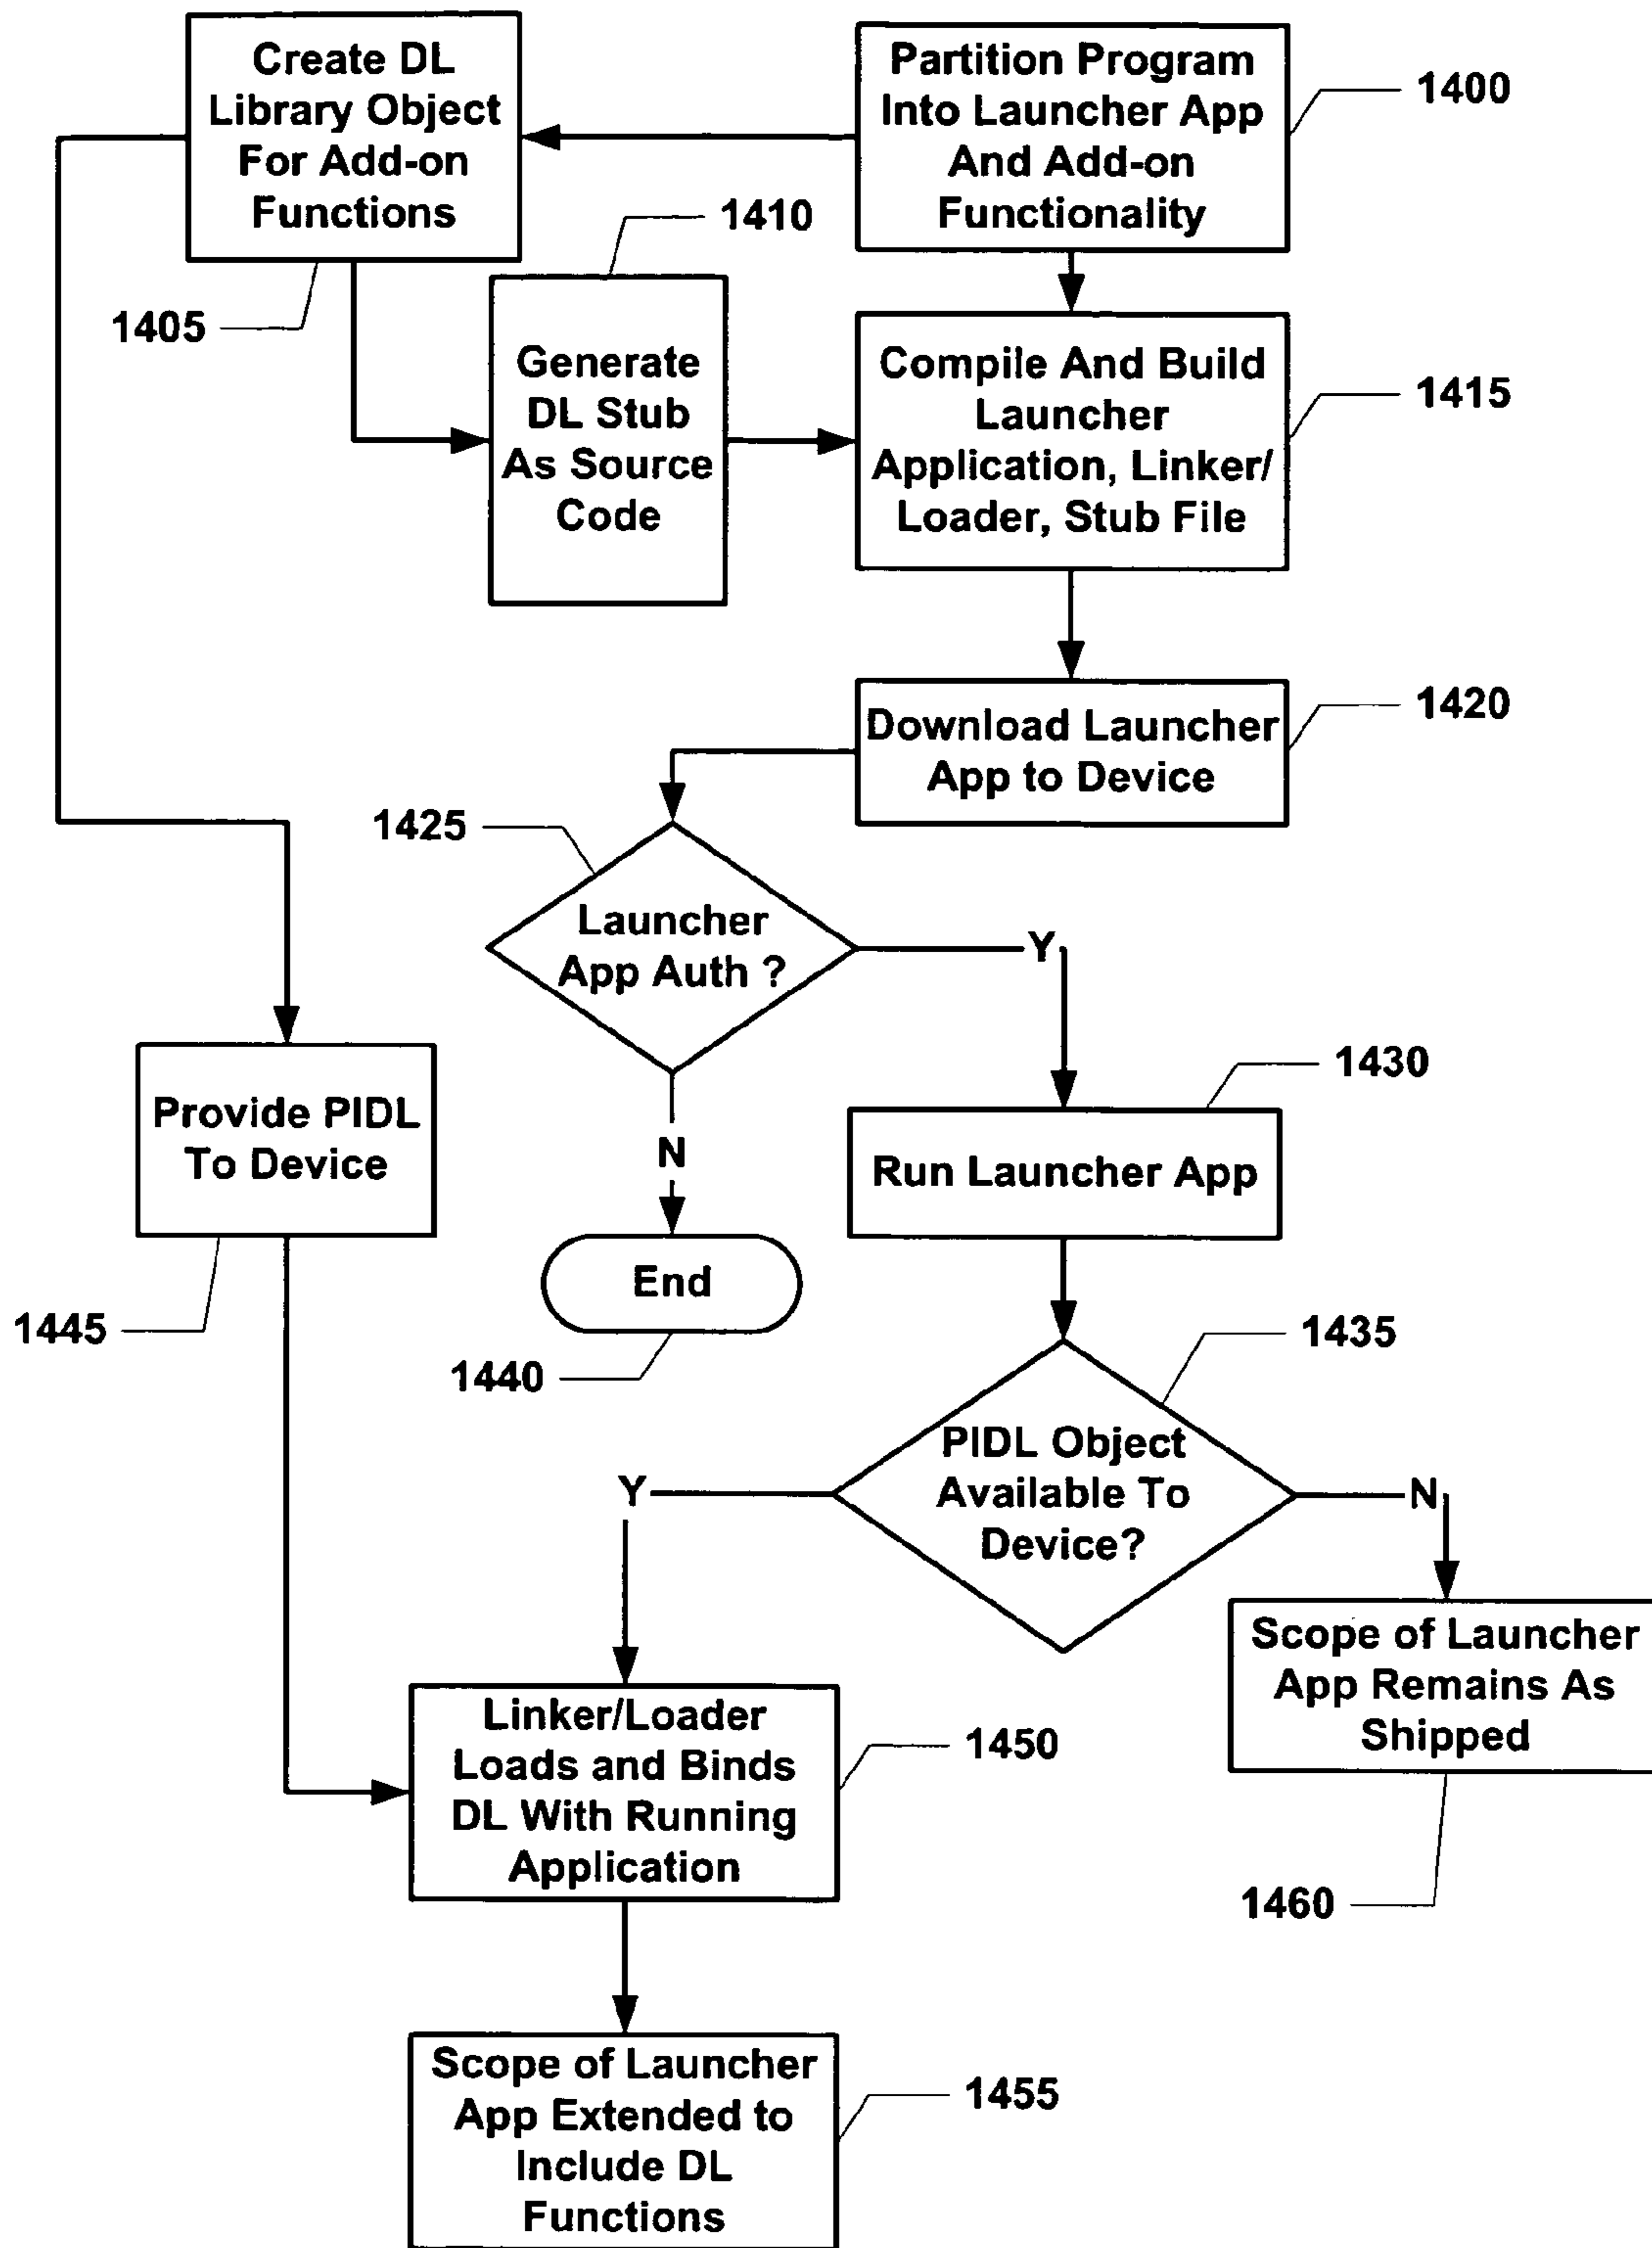 Create DL
Library Object
For Add-on
Functions
Partition Program
Into Launcher App
And Add-on
Functionality
1400
1410
1405
Generate
DL Stub
As Source
Code
Compile And Build
Launcher
Application, Linker/
Loader, Stub File
1415
Download Launcher
App to Device
1420
1425
Launcher
App Auth ?
Y
N
1430
Run Launcher App
Provide PIDL
To Device
1445
End
1440
1435
PIDL Object
Available To
Device?
Y
N
Scope of Launcher
App Remains As
Shipped
1460
Linker/Loader
Loads and Binds
DL With Running
Application
1450
Scope of Launcher
App Extended to
Include DL
Functions
1455